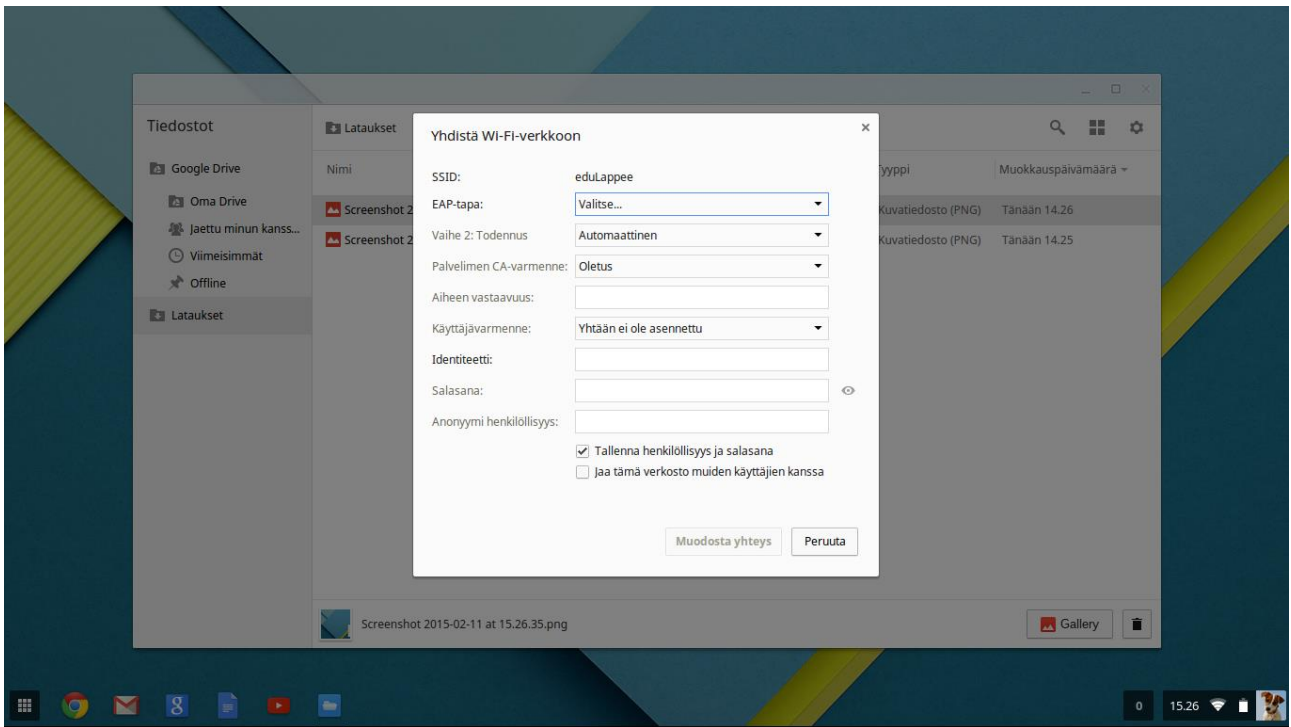 Tiedostot
Lataukset
Google Drive
Nimi
Tyyppi
Muokkauspäivämäärä
Oma Drive
Screenshot 2
Kuvatiedosto (PNG)
Tänään 14.26
Jaettu minun kanss...
Screenshot 2
Kuvatiedosto (PNG)
Tänään 14.25
Viimeisimmät
Offline
Lataukset
Yhdistä Wi-Fi-verkkoon
SSID: eduLappee
EAP-tapa: Valitse...
Vaihe 2: Todennus Automaattinen
Palvelimen CA-varmenne: Oletus
Aiheen vastaavuus:
Käyttäjävarmenne: Yhtään ei ole asennettu
Identiteetti:
Salasana:
Anonyymi henkilöllisyys:
Tallenna henkilöllisyys ja salasana
Jaa tämä verkosto muiden käyttäjien kanssa
Muodosta yhteys Peruuta
Screenshot 2015-02-11 at 15.26.35.png
Gallery
8
0
15.26